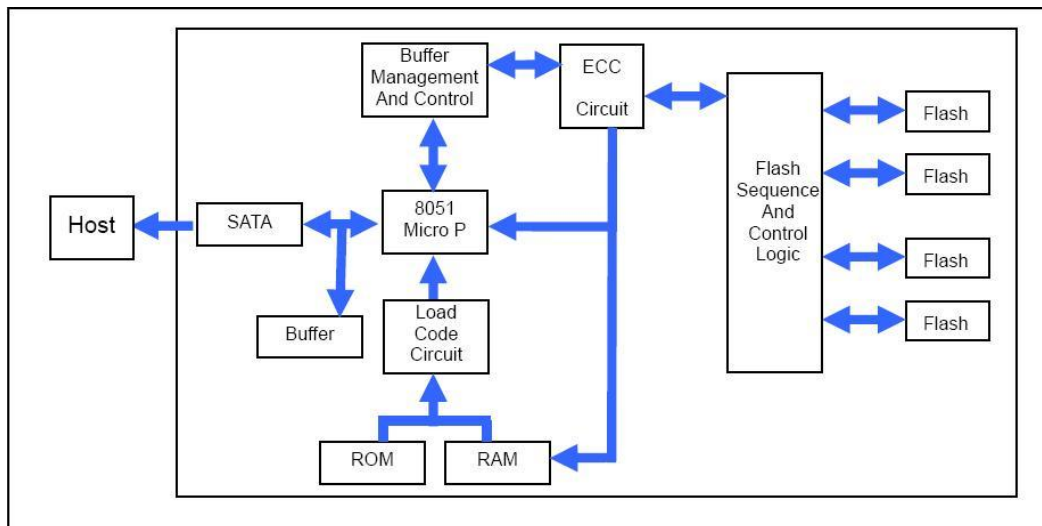 Buffer
Management
And Control
ECC
Circuit
Flash
Flash
Flash
Sequence
And
Control
Logic
Flash
Flash
Host
SATA
8051
Micro P
Buffer
Load
Code
Circuit
ROM
RAM